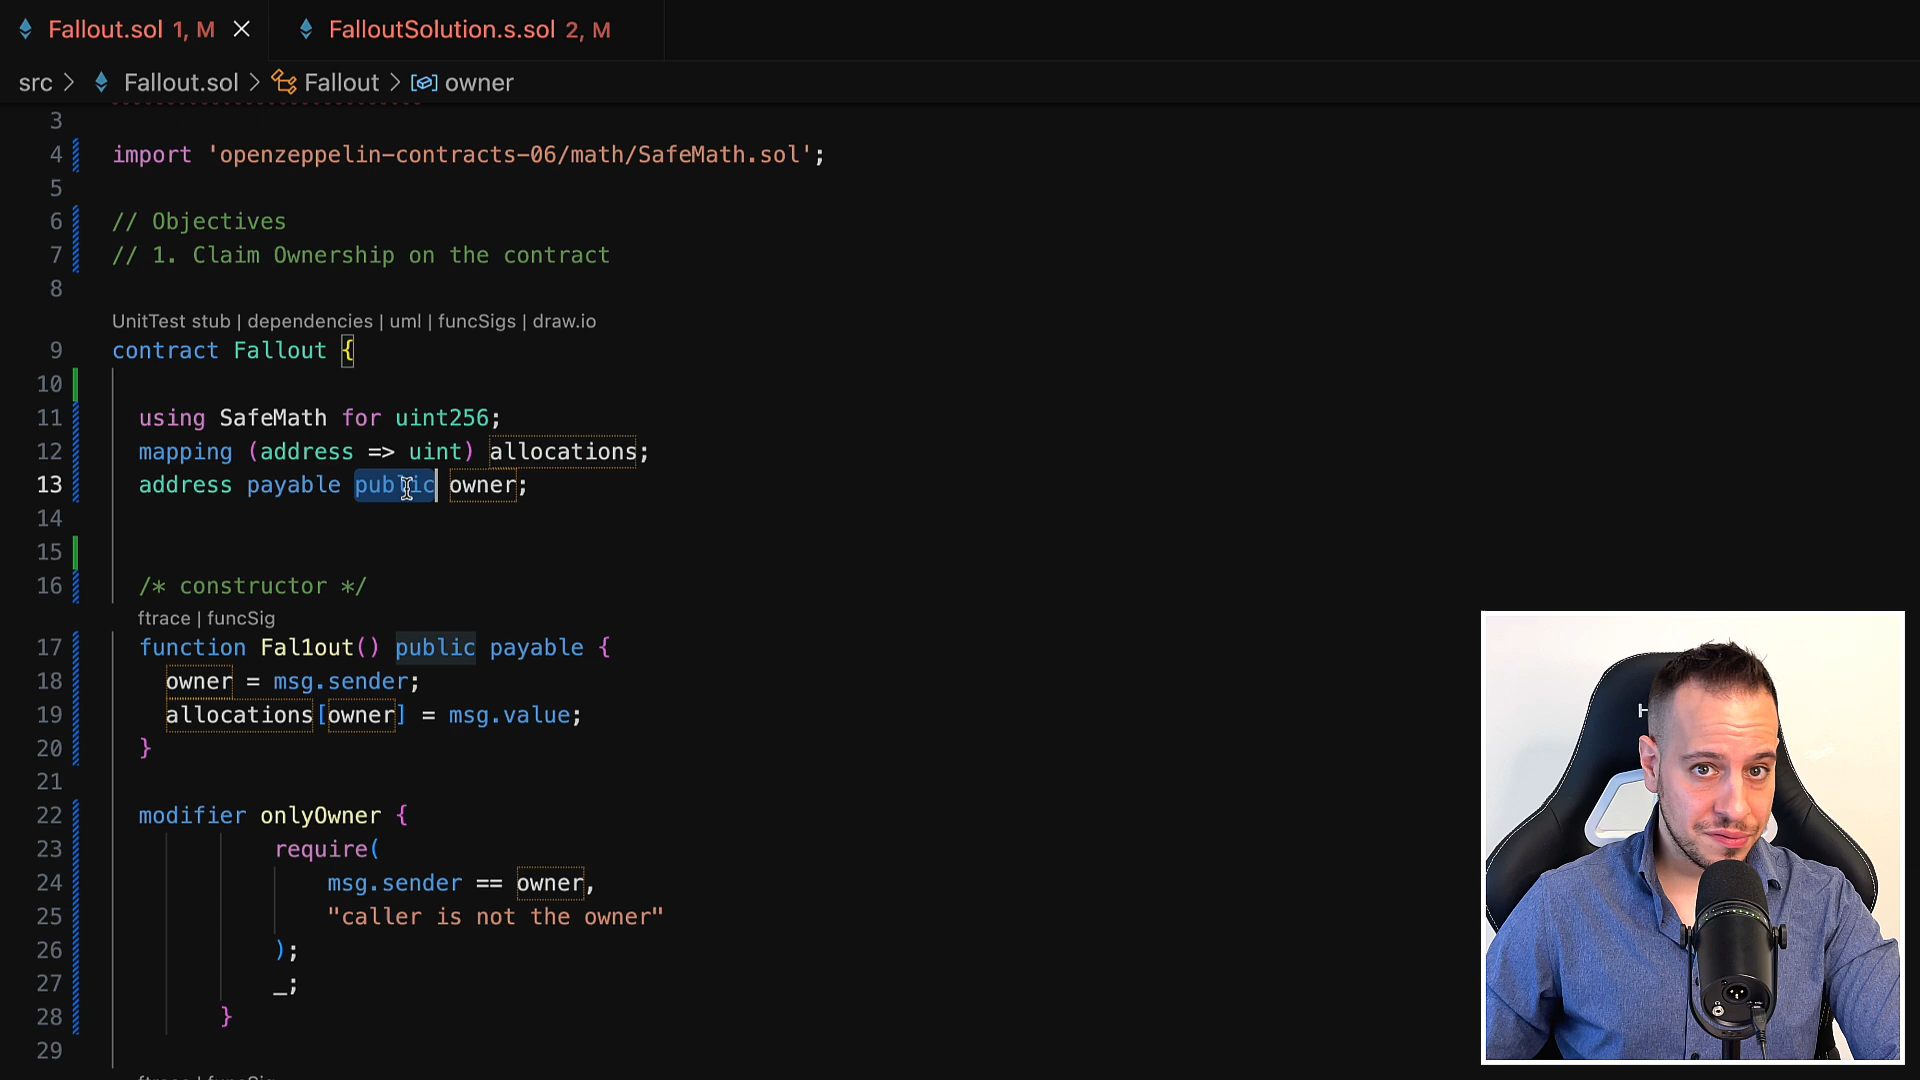 Fallout.sol 1, M
FalloutSolution.s.sol 2, M
src > Fallout.sol > Fallout > owner
3
4 import 'openzeppelin-contracts-06/math/SafeMath.sol';
5
6 // Objectives
7 // 1. Claim Ownership on the contract
8
UnitTest stub | dependencies | uml | funcSigs | draw.io
9 contract Fallout {
10
11 using SafeMath for uint256;
12 mapping (address => uint) allocations;
13 address payable public owner;
14
15
16 /* constructor */
ftrace | funcSig
17 function Fal1out() public payable {
18 owner = msg.sender;
19 allocations[owner] = msg.value;
20 }
21
22 modifier onlyOwner {
23 require(
24 msg.sender == owner,
25 "caller is not the owner"
26 );
27 _;
28 }
29